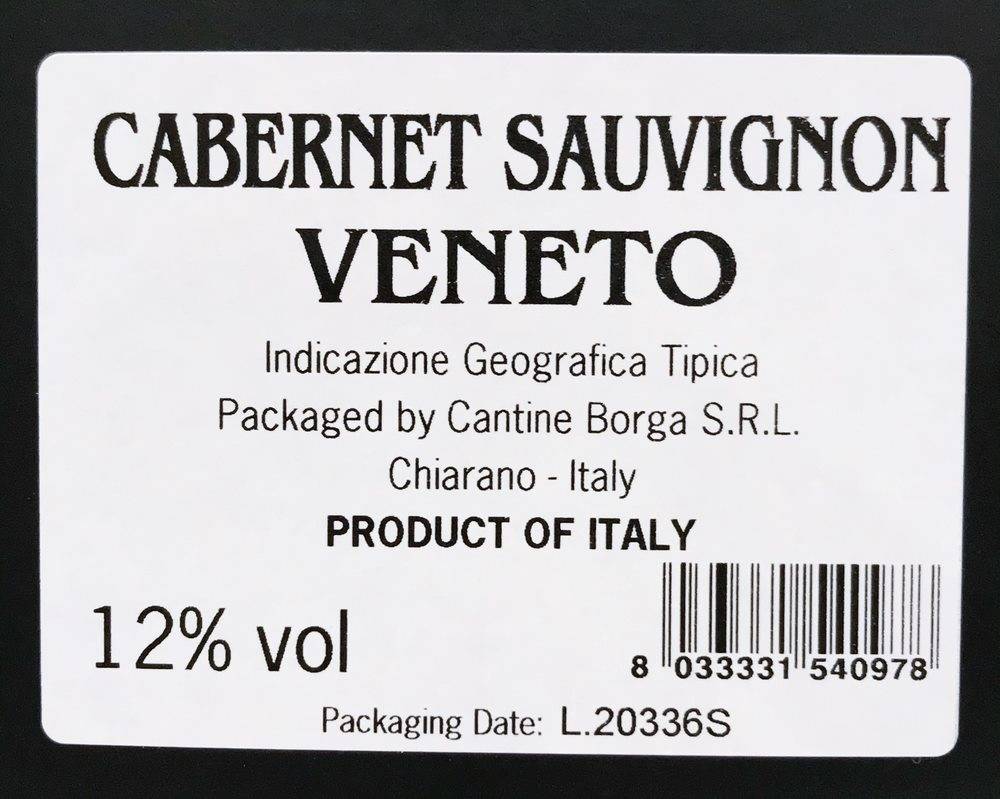 CABERNET SAUVIGNON
VENETO
Indicazione Geografica Tipica
Packaged by Cantine Borga S.R.L.
Chiarano - Italy
PRODUCT OF ITALY
12% vol
8 033331 540978
Packaging Date: L.20336S